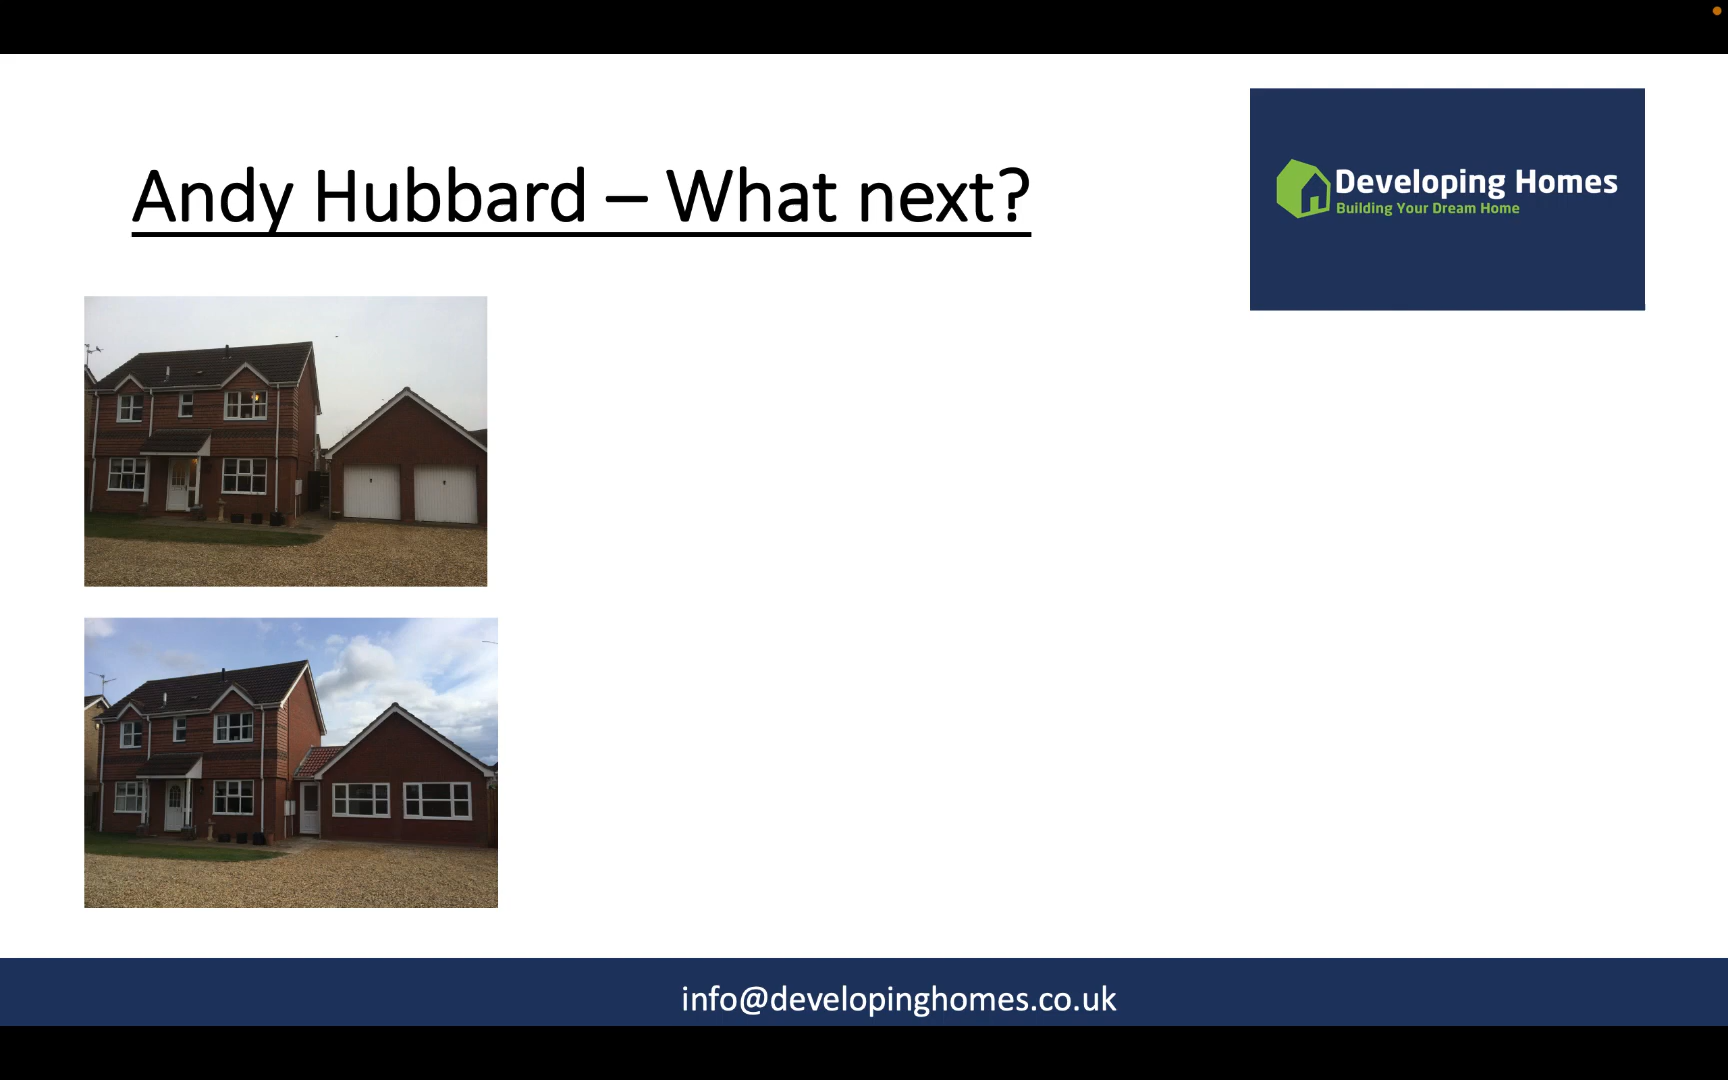 Andy Hubbard – What next?
Developing Homes
Building Your Dream Home
info@developinghomes.co.uk